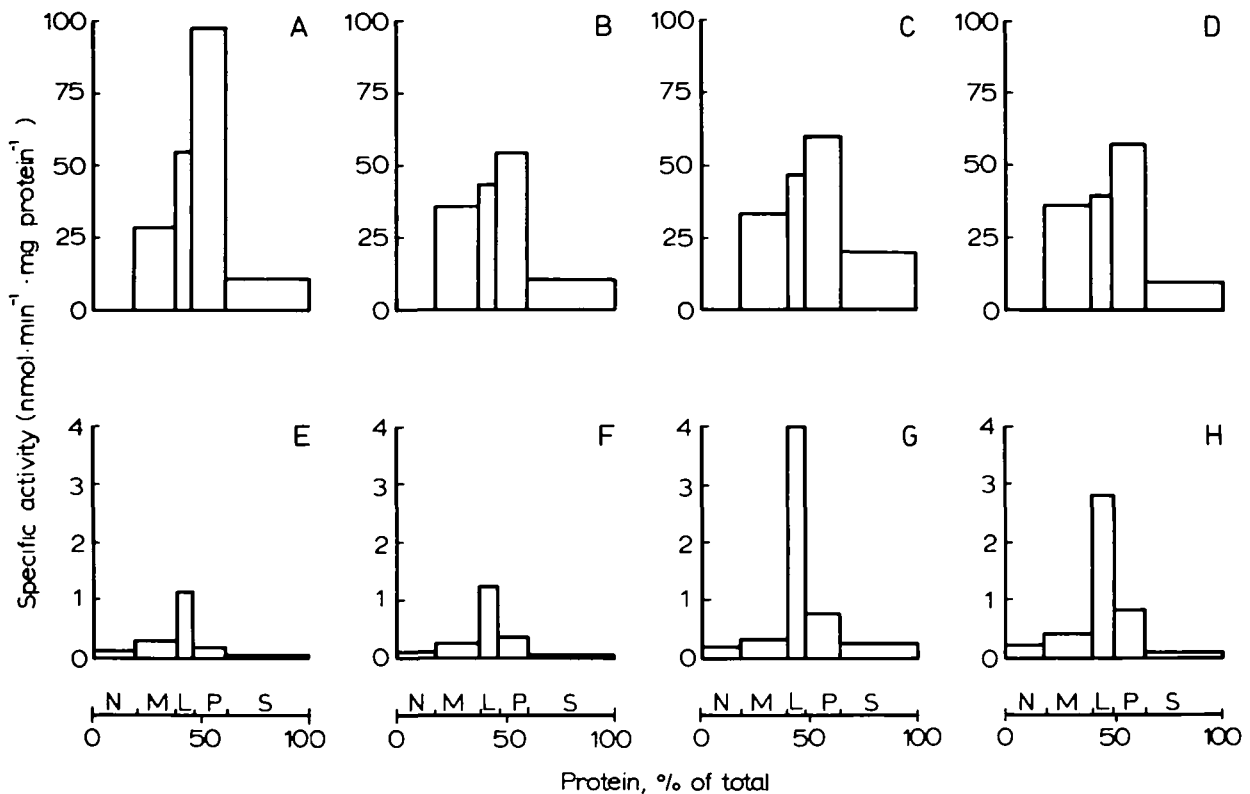 Specific activity (nmol·min⁻¹·mg protein⁻¹)
100 A
75
50
25
0
100 B
75
50
25
0
100 C
75
50
25
0
100 D
75
50
25
0
4 E
3
2
1
0
4 F
3
2
1
0
4 G
3
2
1
0
4 H
3
2
1
0
N M L P S
0 50 100
N M L P S
0 50 100
N M L P S
0 50 100
N M L P S
0 50 100
Protein, % of total